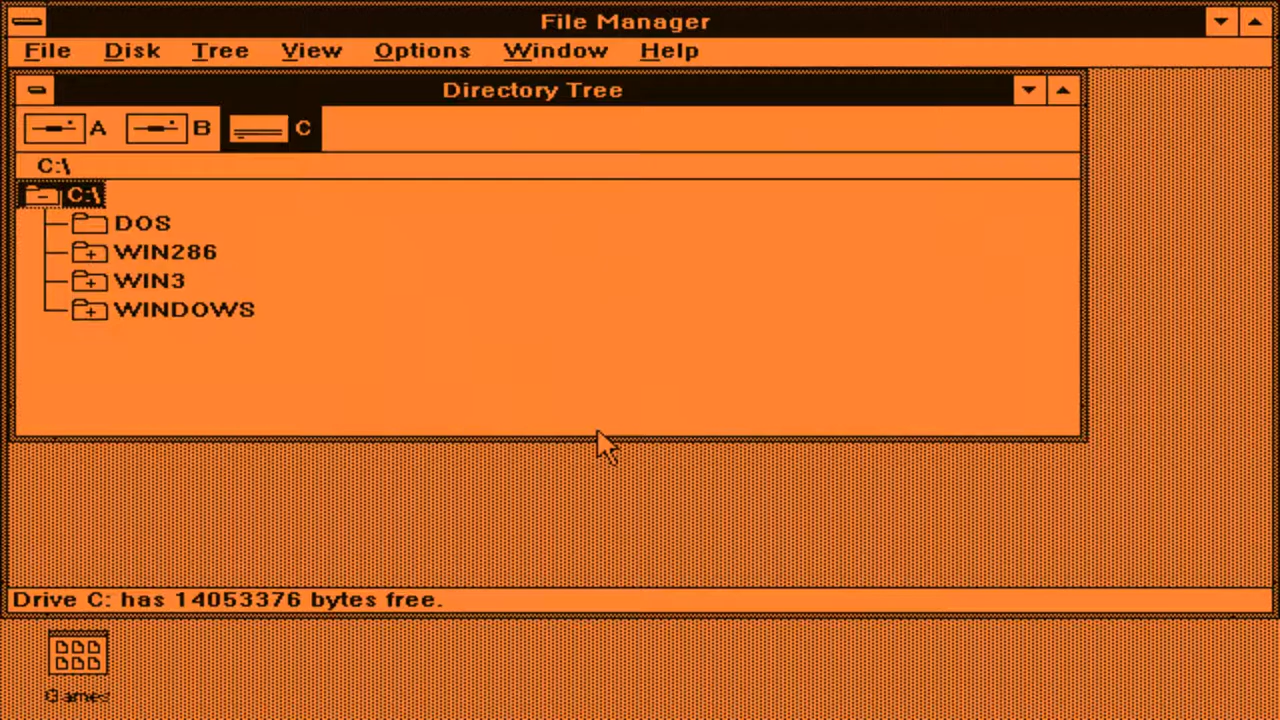 File Manager
File Disk Tree View Options Window Help
Directory Tree
A B C
C:\
C:\
DOS
WIN286
WIN3
WINDOWS
Drive C: has 14053376 bytes free.
Games